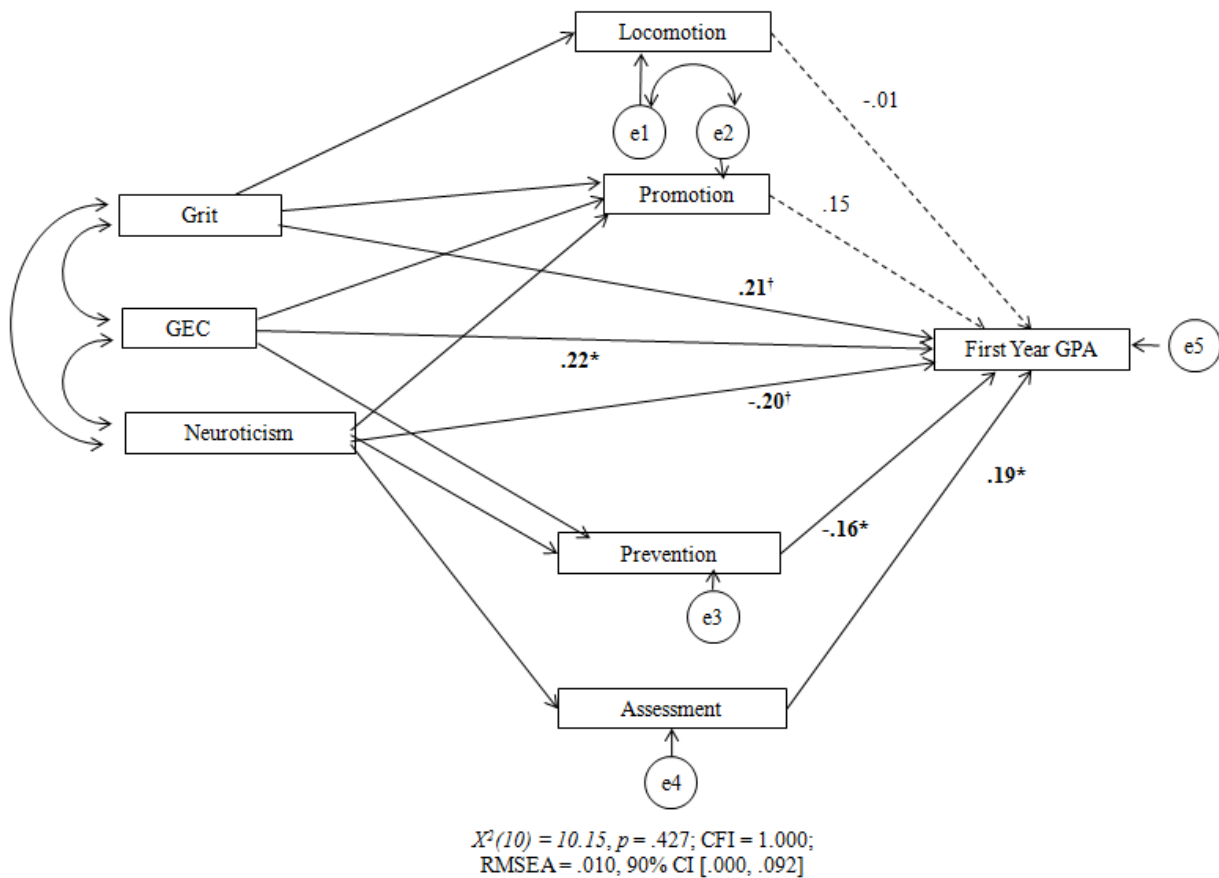 Locomotion
-.01
e1
e2
Promotion
.15
Grit
.21†
GEC
.22*
First Year GPA
e5
Neuroticism
-.20†
.19*
-.16*
Prevention
e3
Assessment
e4
X²(10) = 10.15, p = .427; CFI = 1.000;
RMSEA = .010, 90% CI [.000, .092]